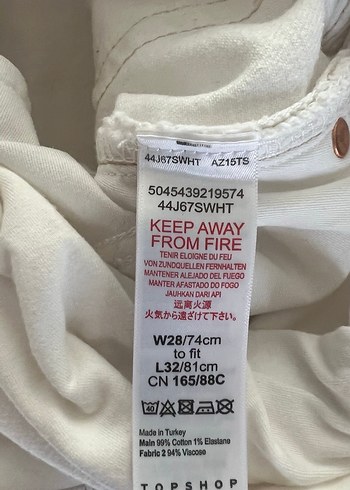 44J67SWHT AZ15TS
5045439219574
44J67SWHT
KEEP AWAY
FROM FIRE
TENIR ELOIGNE DU FEU
VON ZUNDQUELLEN FERNHALTEN
MANTENER ALEJADO DEL FUEGO
MANTER AFASTADO DO FOGO
JAUHKAN DARI API
远离火源
火気から遠ざけて下さい。
W28/74cm
to fit
L32/81cm
CN 165/88C
40
Made in Turkey
Main 99% Cotton 1% Elastane
Fabric 2 94% Viscose
TOPSHOP